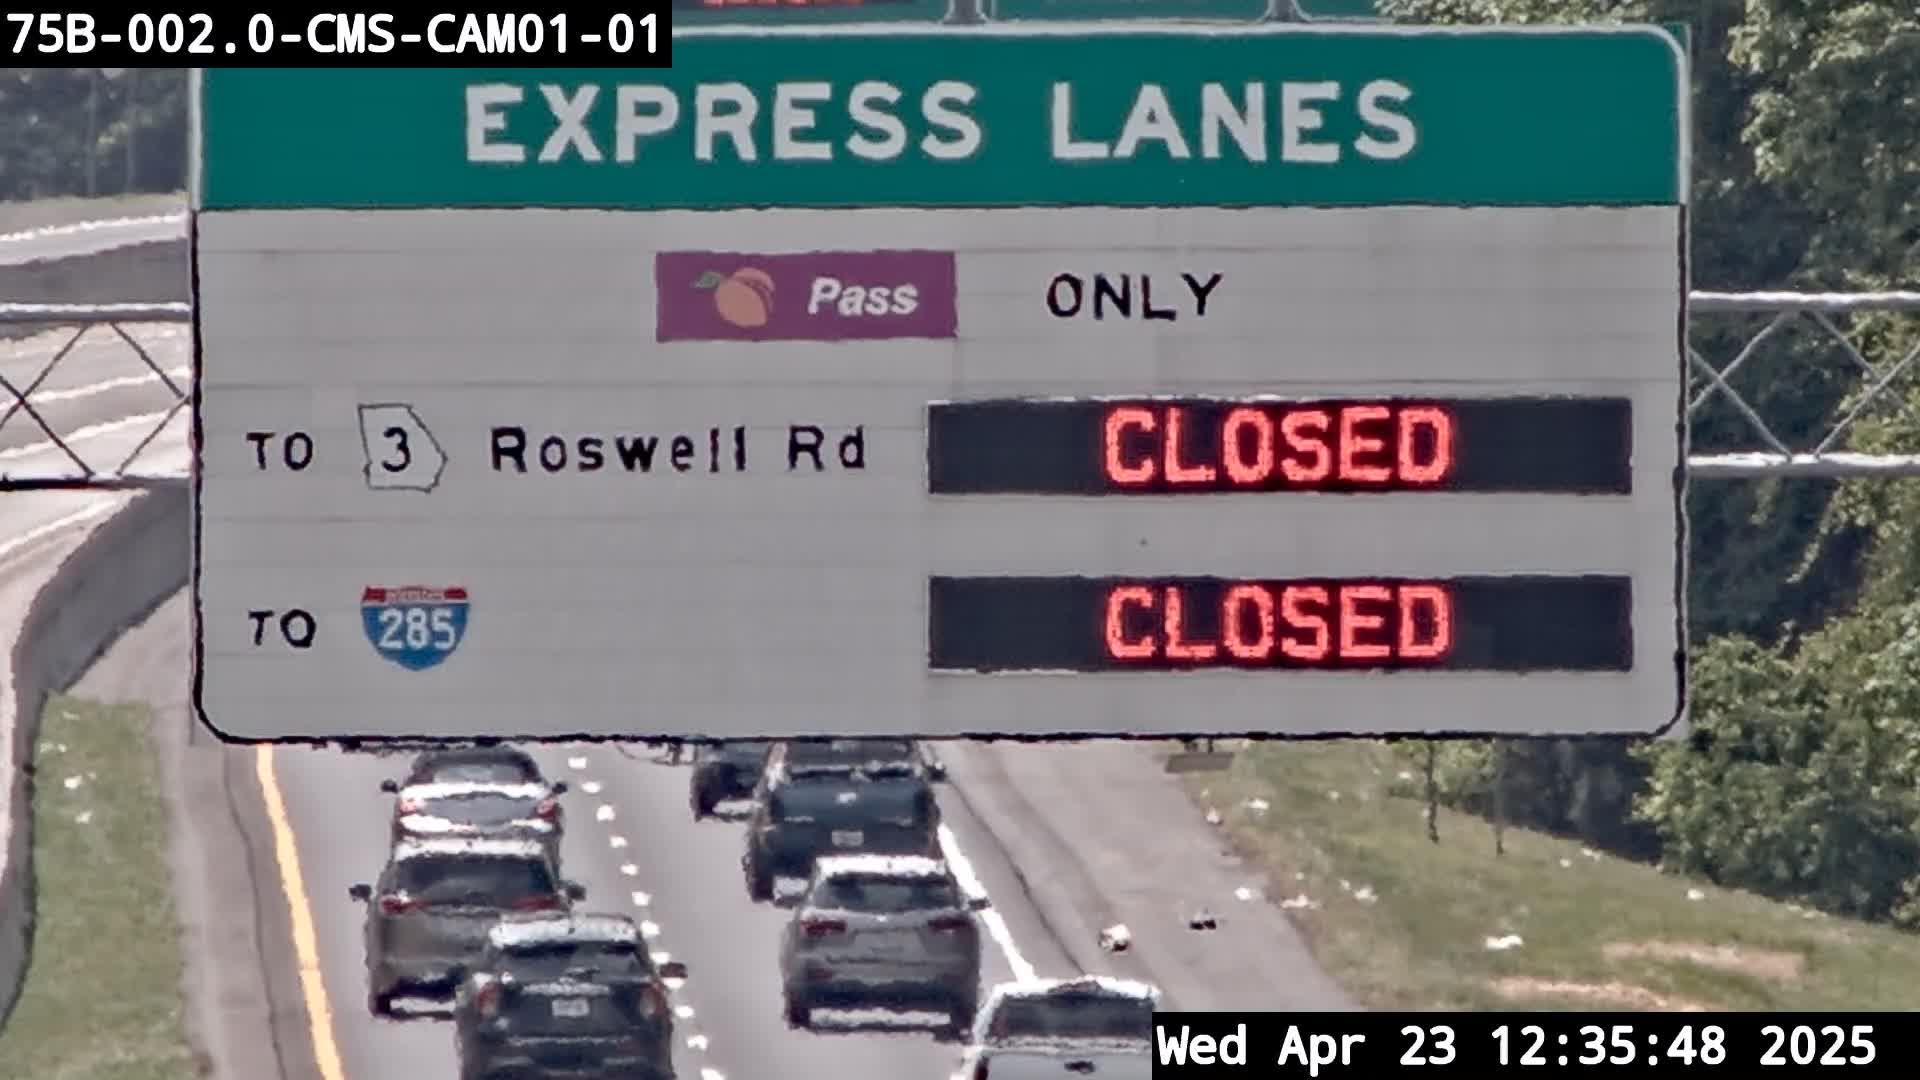 75B-002.0-CMS-CAM01-01
EXPRESS LANES
Pass ONLY
TO 3 Roswell Rd CLOSED
TO 285 CLOSED
Wed Apr 23 12:35:48 2025